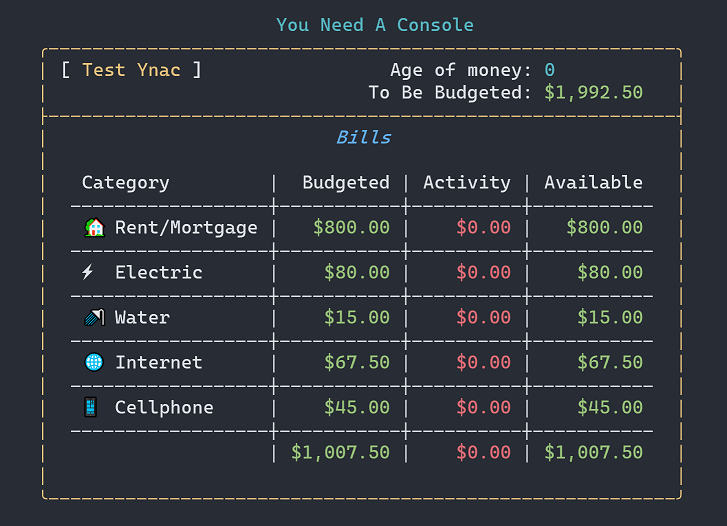 You Need A Console
[ Test Ynac ] Age of money: 0
To Be Budgeted: $1,992.50
Bills
Category | Budgeted | Activity | Available
🏡 Rent/Mortgage | $800.00 | $0.00 | $800.00
⚡ Electric | $80.00 | $0.00 | $80.00
🚿 Water | $15.00 | $0.00 | $15.00
🌐 Internet | $67.50 | $0.00 | $67.50
📱 Cellphone | $45.00 | $0.00 | $45.00
| $1,007.50 | $0.00 | $1,007.50